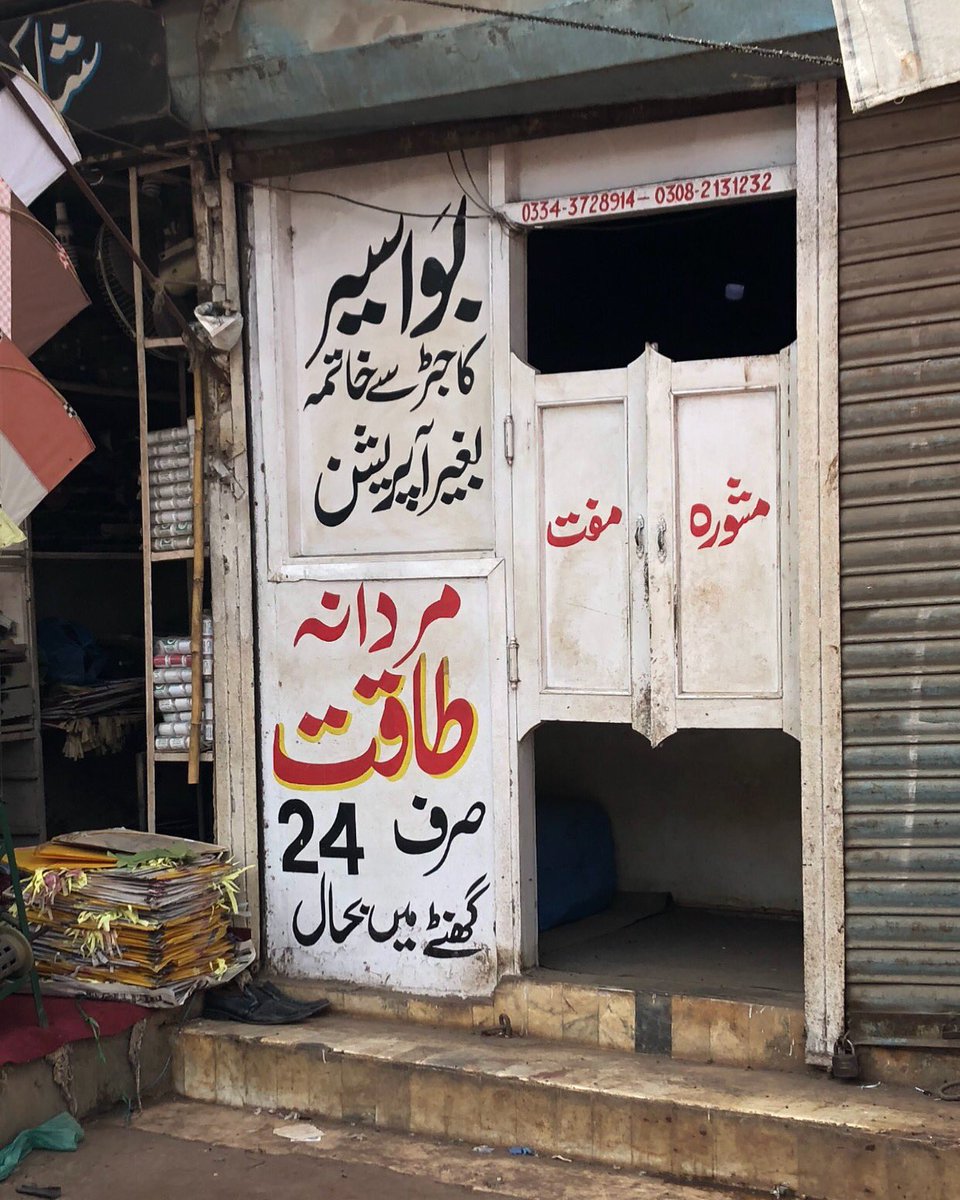 0334-3728914 – 0308-2131232
بَواسیر
کا جڑ سے خاتمہ
بغیر آپریشن
مشورہ مفت
مردانہ
طاقت
صرف 24
گھنٹے میں بحال